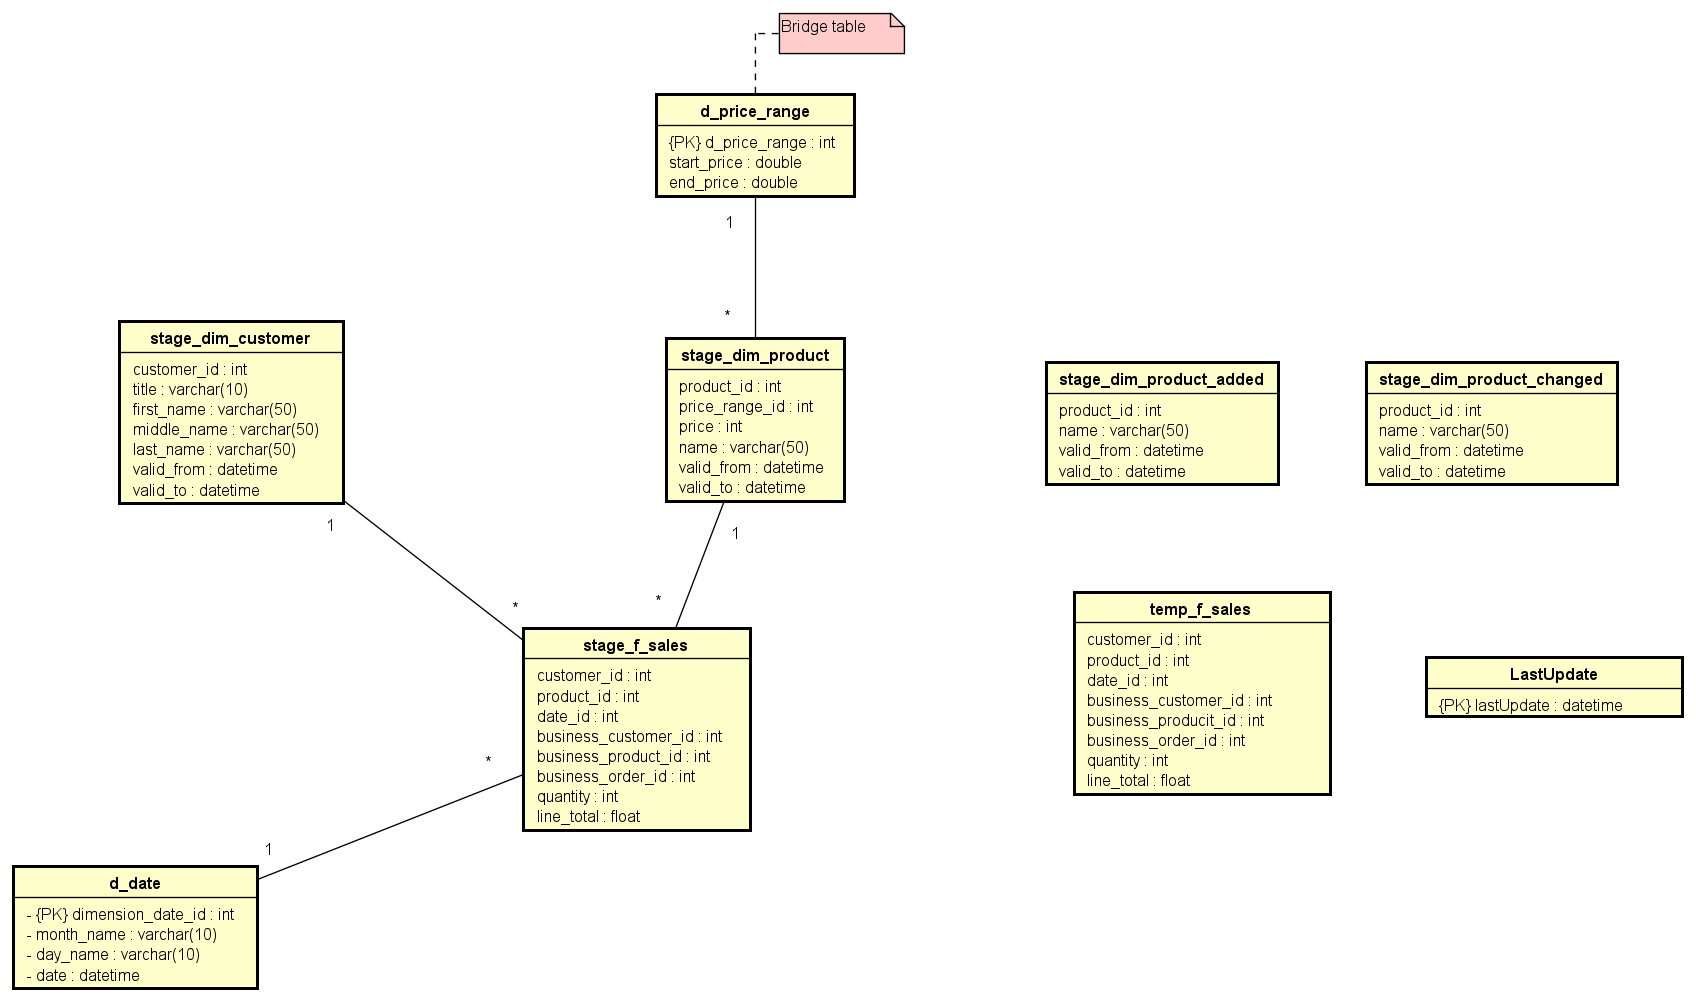 Bridge table
d_price_range
{PK} d_price_range : int
start_price : double
end_price : double
1
*
stage_dim_customer
customer_id : int
title : varchar(10)
first_name : varchar(50)
middle_name : varchar(50)
last_name : varchar(50)
valid_from : datetime
valid_to : datetime
1
*
stage_dim_product
product_id : int
price_range_id : int
price : int
name : varchar(50)
valid_from : datetime
valid_to : datetime
1
*
stage_dim_product_added
product_id : int
name : varchar(50)
valid_from : datetime
valid_to : datetime
stage_dim_product_changed
product_id : int
name : varchar(50)
valid_from : datetime
valid_to : datetime
stage_f_sales
customer_id : int
product_id : int
date_id : int
business_customer_id : int
business_product_id : int
business_order_id : int
quantity : int
line_total : float
*
1
temp_f_sales
customer_id : int
product_id : int
date_id : int
business_customer_id : int
business_producit_id : int
business_order_id : int
quantity : int
line_total : float
LastUpdate
{PK} lastUpdate : datetime
d_date
- {PK} dimension_date_id : int
- month_name : varchar(10)
- day_name : varchar(10)
- date : datetime